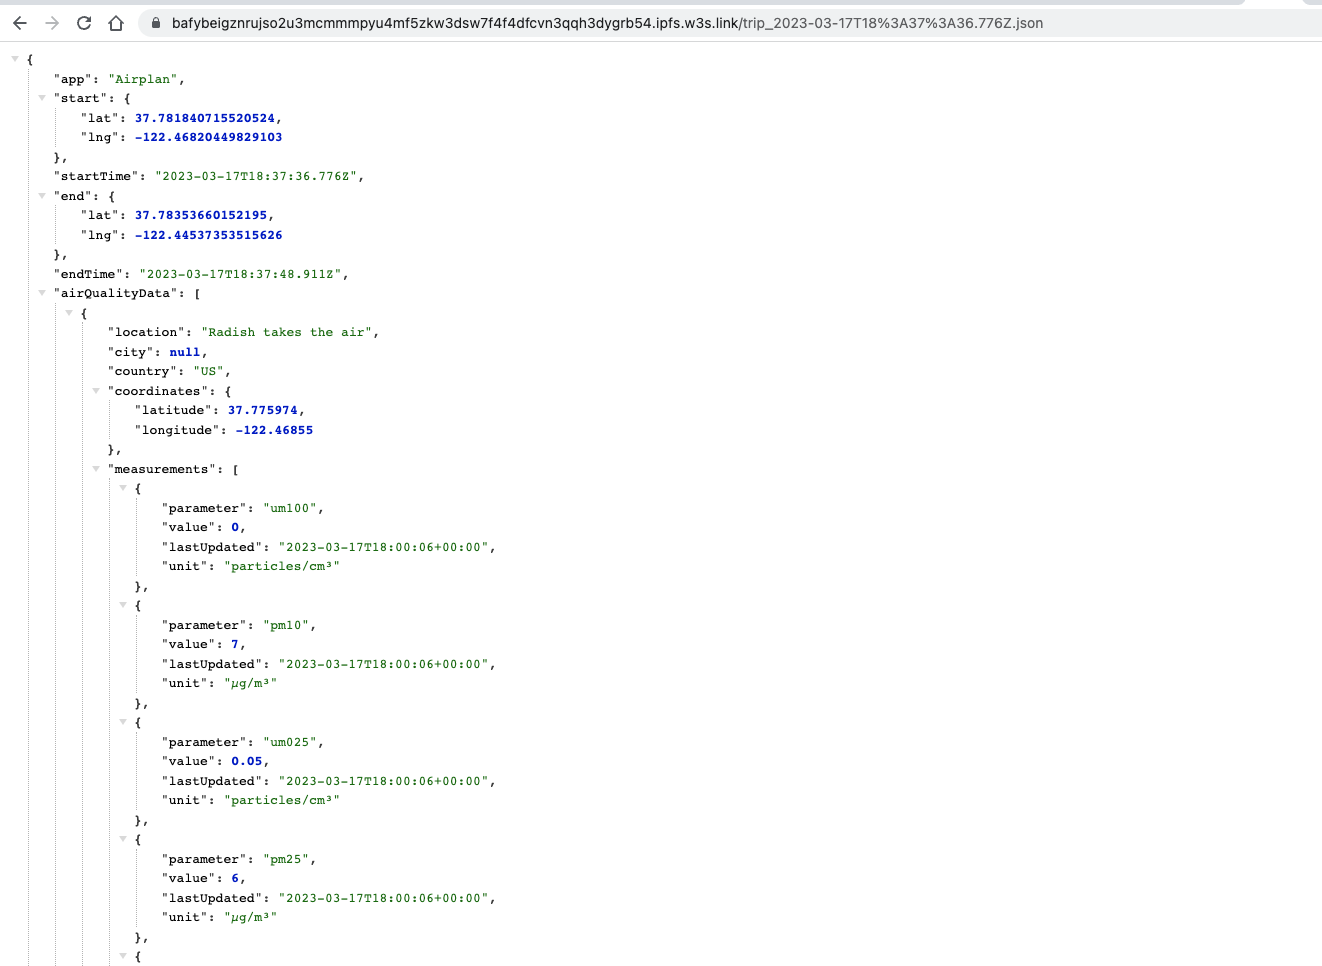 bafybeigznrujso2u3mcmmmpyu4mf5zkw3dsw7f4f4dfcvn3qqh3dygrb54.ipfs.w3s.link/trip_2023-03-17T18%3A37%3A36.776Z.json
{
"app": "Airplan",
"start": {
"lat": 37.781840715520524,
"lng": -122.46820449829103
},
"startTime": "2023-03-17T18:37:36.776Z",
"end": {
"lat": 37.78353660152195,
"lng": -122.44537353515626
},
"endTime": "2023-03-17T18:37:48.911Z",
"airQualityData": [
{
"location": "Radish takes the air",
"city": null,
"country": "US",
"coordinates": {
"latitude": 37.775974,
"longitude": -122.46855
},
"measurements": [
{
"parameter": "um100",
"value": 0,
"lastUpdated": "2023-03-17T18:00:06+00:00",
"unit": "particles/cm³"
},
{
"parameter": "pm10",
"value": 7,
"lastUpdated": "2023-03-17T18:00:06+00:00",
"unit": "µg/m³"
},
{
"parameter": "um025",
"value": 0.05,
"lastUpdated": "2023-03-17T18:00:06+00:00",
"unit": "particles/cm³"
},
{
"parameter": "pm25",
"value": 6,
"lastUpdated": "2023-03-17T18:00:06+00:00",
"unit": "µg/m³"
},
{